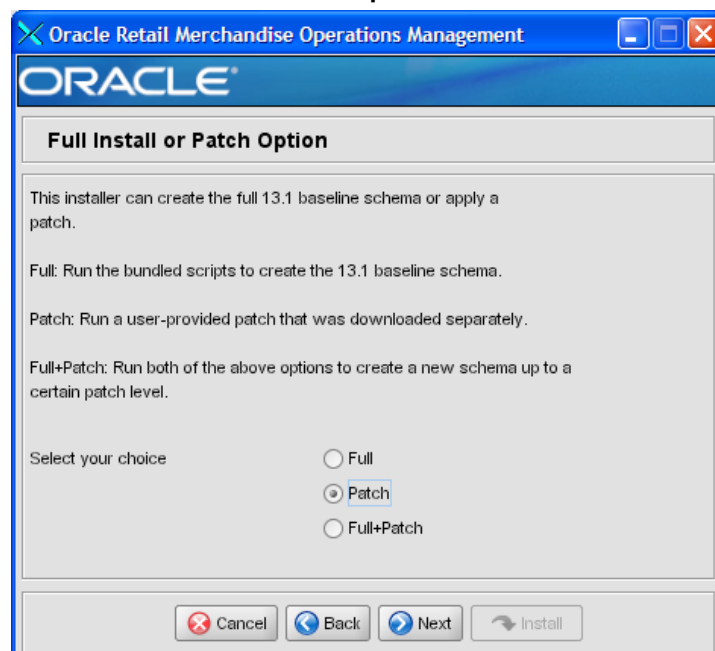 Oracle Retail Merchandise Operations Management
ORACLE
Full Install or Patch Option
This installer can create the full 13.1 baseline schema or apply a
patch.
Full: Run the bundled scripts to create the 13.1 baseline schema.
Patch: Run a user-provided patch that was downloaded separately.
Full+Patch: Run both of the above options to create a new schema up to a
certain patch level.
Select your choice
Full
Patch
Full+Patch
Cancel
Back
Next
Install